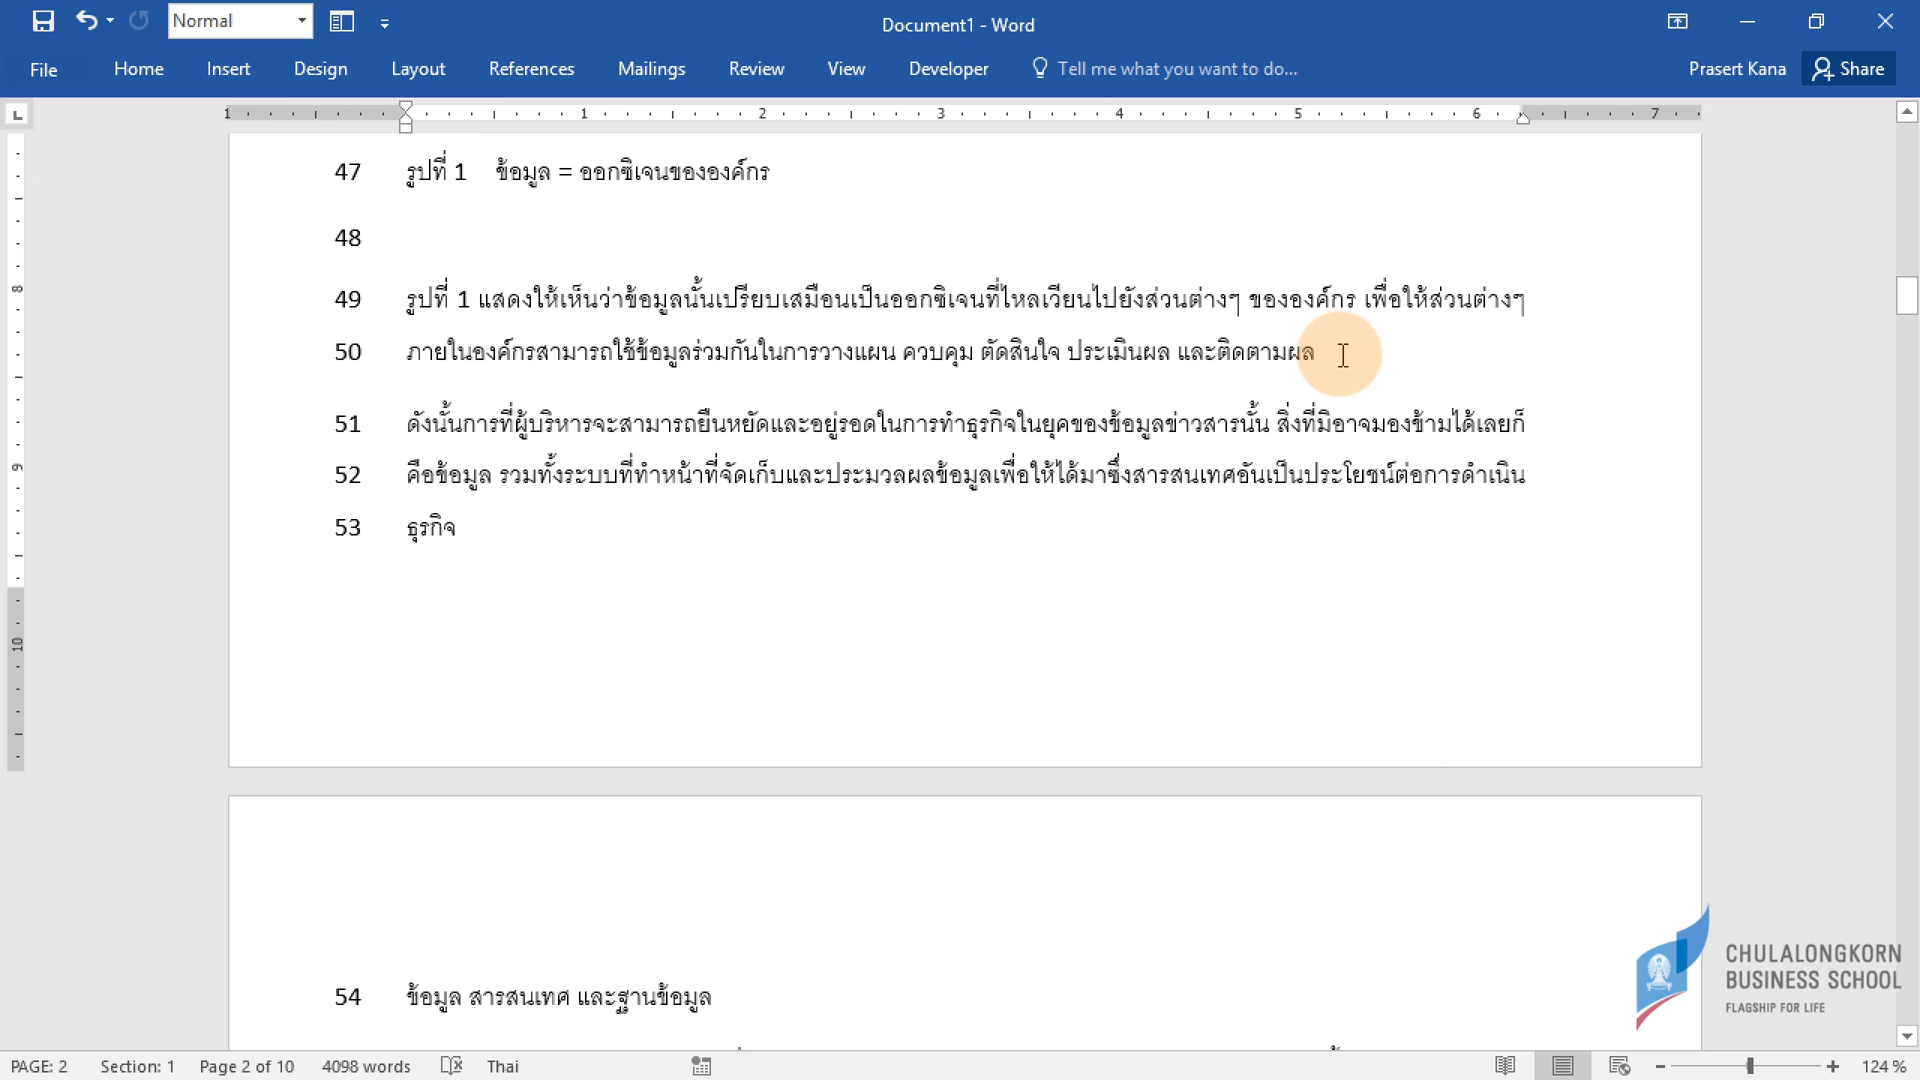 Normal
Document1 - Word
File Home Insert Design Layout References Mailings Review View Developer Tell me what you want to do... Prasert Kana Share
1 1 2 3 4 5 6 7
47 รูปที่ 1 ข้อมูล = ออกซิเจนขององค์กร
48
49 รูปที่ 1 แสดงให้เห็นว่าข้อมูลนั้นเปรียบเสมือนเป็นออกซิเจนที่ไหลเวียนไปยังส่วนต่างๆ ขององค์กร เพื่อให้ส่วนต่างๆ
50 ภายในองค์กรสามารถใช้ข้อมูลร่วมกันในการวางแผน ควบคุม ตัดสินใจ ประเมินผล และติดตามผล
51 ดังนั้นการที่ผู้บริหารจะสามารถยืนหยัดและอยู่รอดในการทำธุรกิจในยุคของข้อมูลข่าวสารนั้น สิ่งที่มิอาจมองข้ามได้เลยก็
52 คือข้อมูล รวมทั้งระบบที่ทำหน้าที่จัดเก็บและประมวลผลข้อมูลเพื่อให้ได้มาซึ่งสารสนเทศอันเป็นประโยชน์ต่อการดำเนิน
53 ธุรกิจ
8
9
10
54 ข้อมูล สารสนเทศ และฐานข้อมูล
CHULALONGKORN
BUSINESS SCHOOL
FLAGSHIP FOR LIFE
PAGE: 2 Section: 1 Page 2 of 10 4098 words Thai 124 %